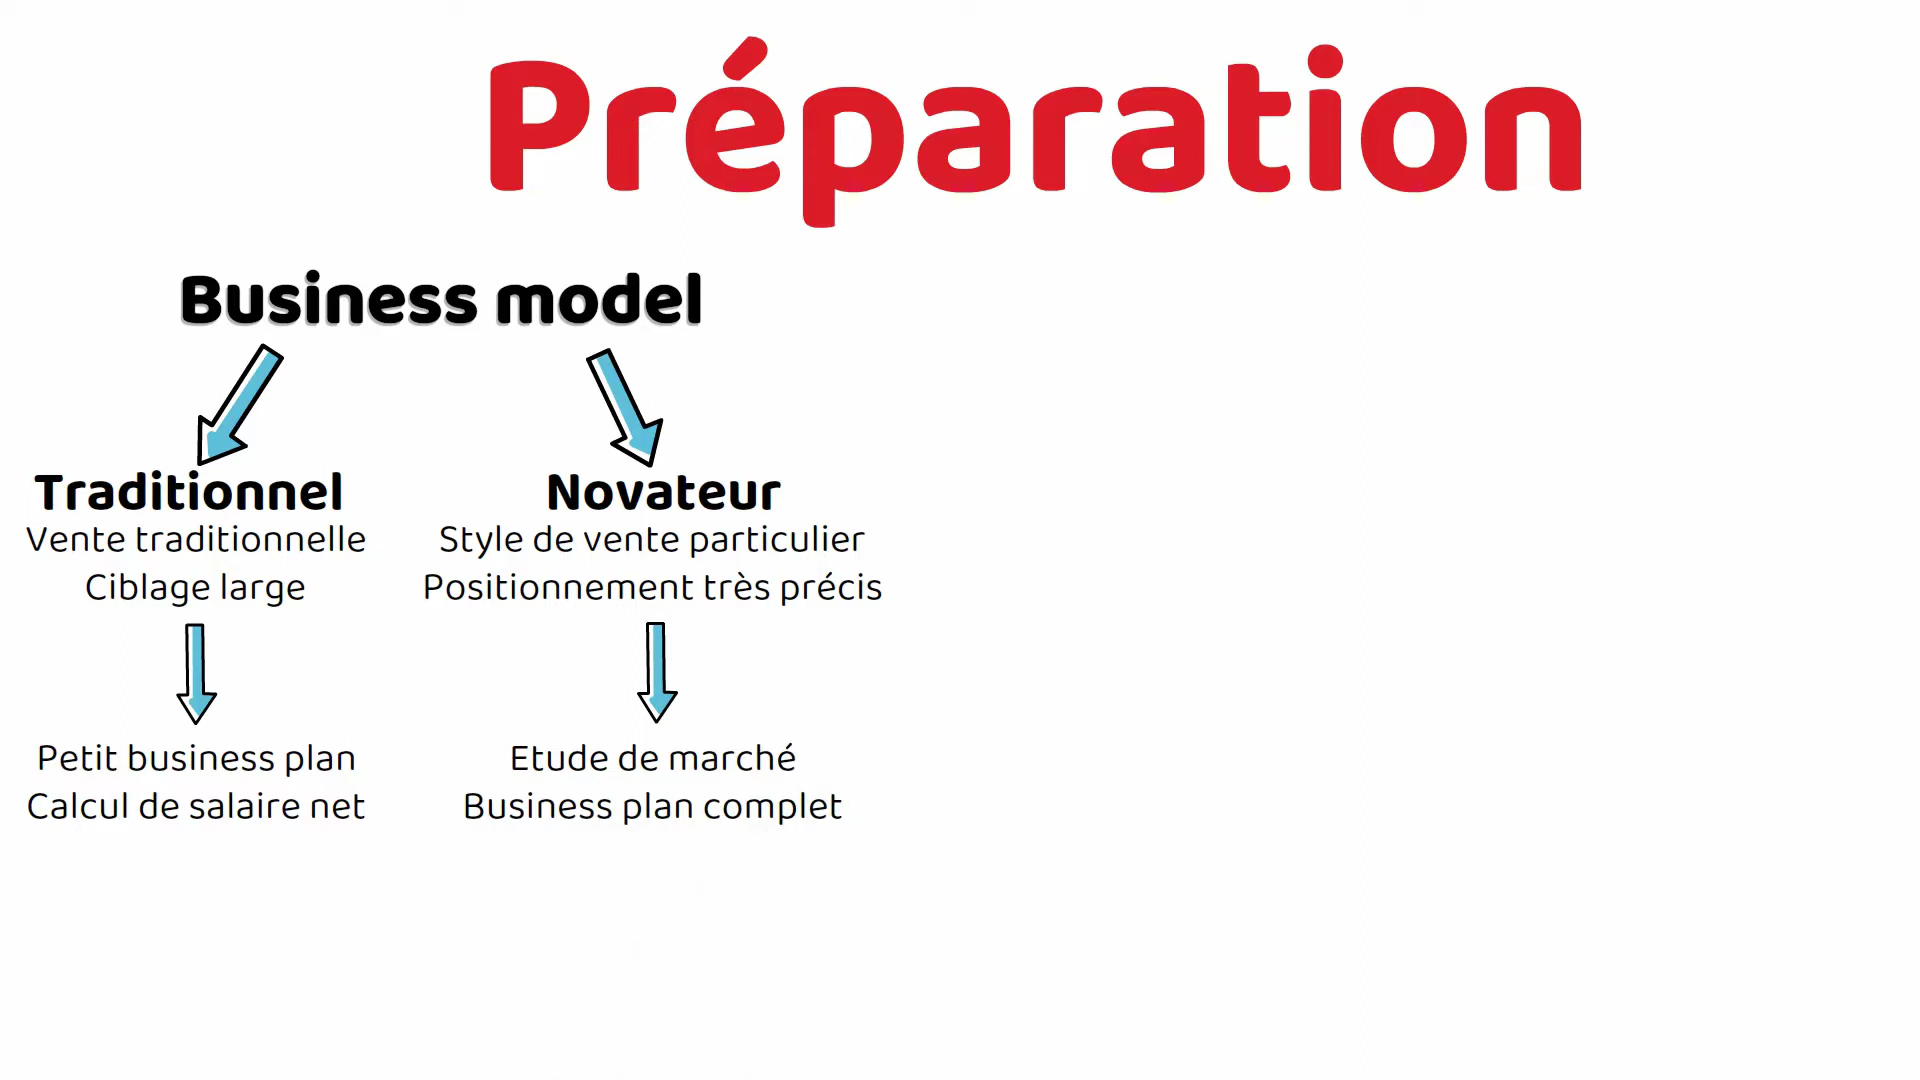 Préparation
Business model
Traditionnel
Vente traditionnelle
Ciblage large
Petit business plan
Calcul de salaire net
Novateur
Style de vente particulier
Positionnement très précis
Etude de marché
Business plan complet